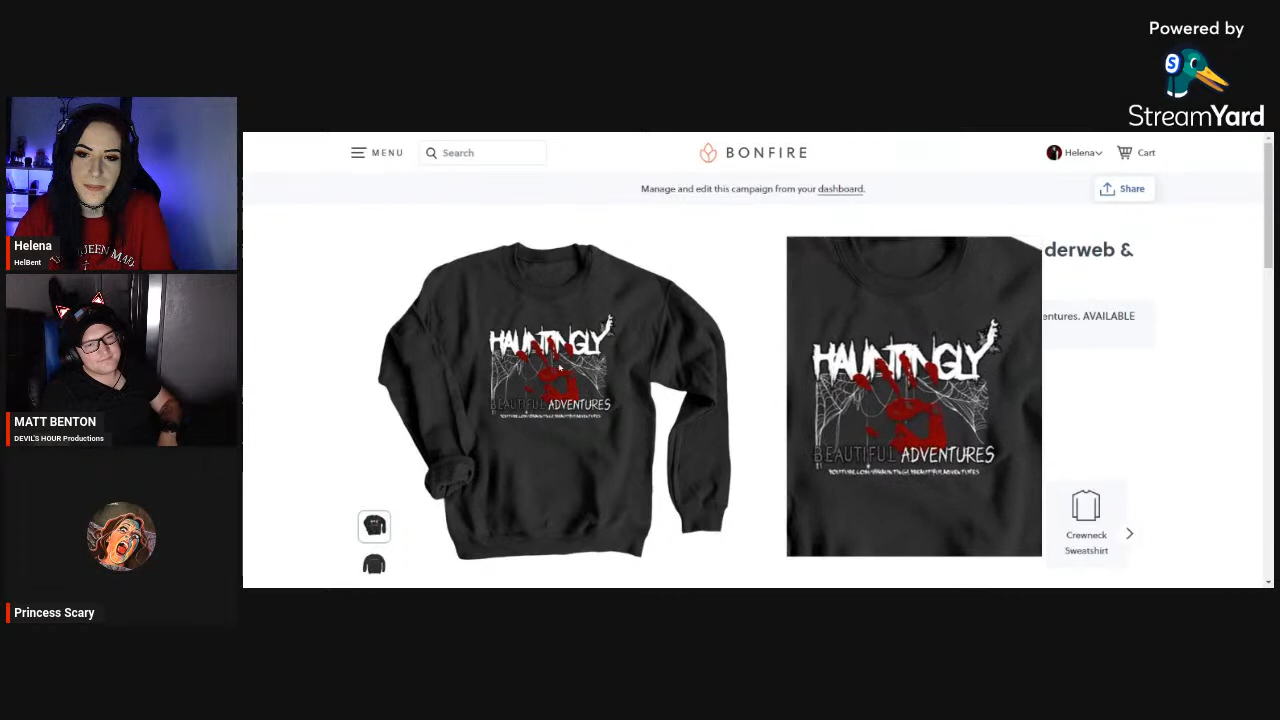 Powered by
StreamYard
Helena
HelBent
MATT BENTON
DEVIL'S HOUR Productions
Princess Scary
MENU
Search
BONFIRE
Helena
Cart
Manage and edit this campaign from your dashboard.
Share
derweb &
entures. AVAILABLE
HAUNTINGLY
BEAUTIFUL ADVENTURES
HAUNTINGLY
BEAUTIFUL ADVENTURES
Crewneck
Sweatshirt